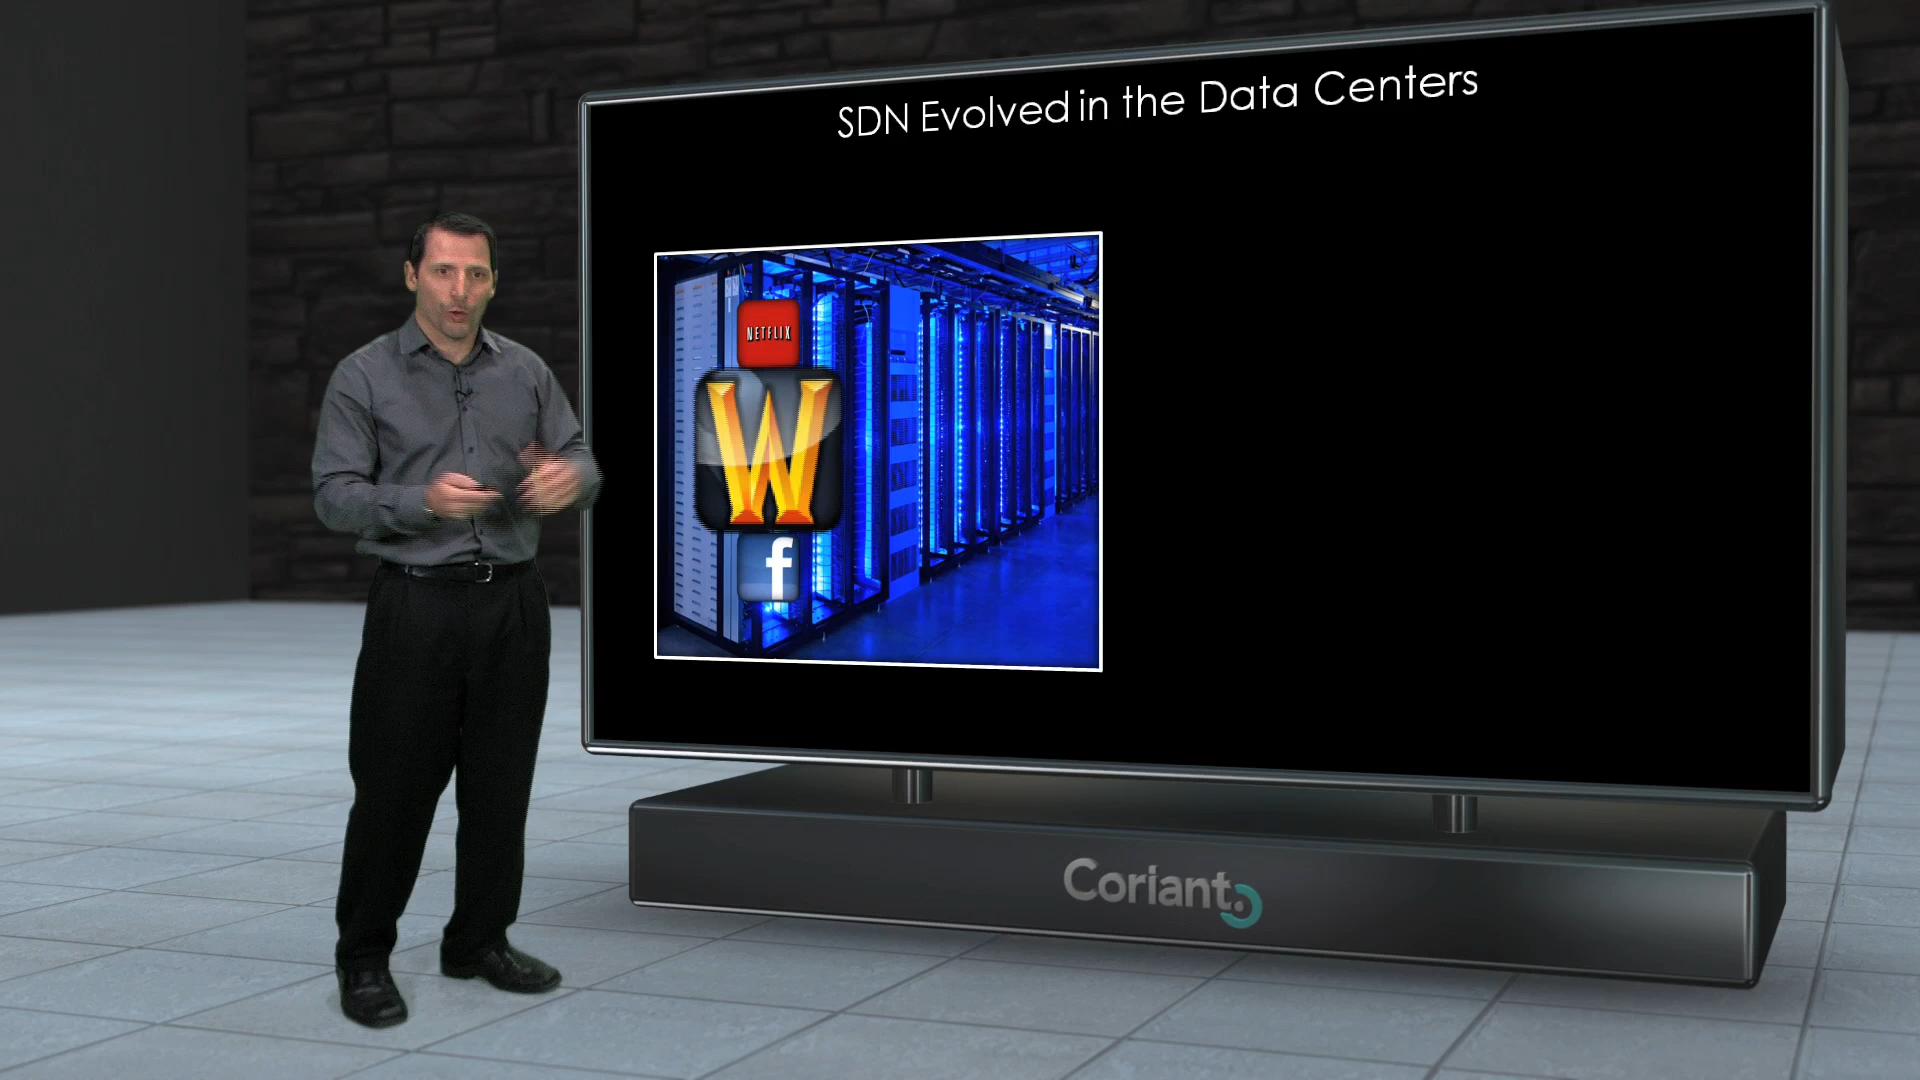 SDN Evolved in the Data Centers
NETFLIX
W
f
Coriant.